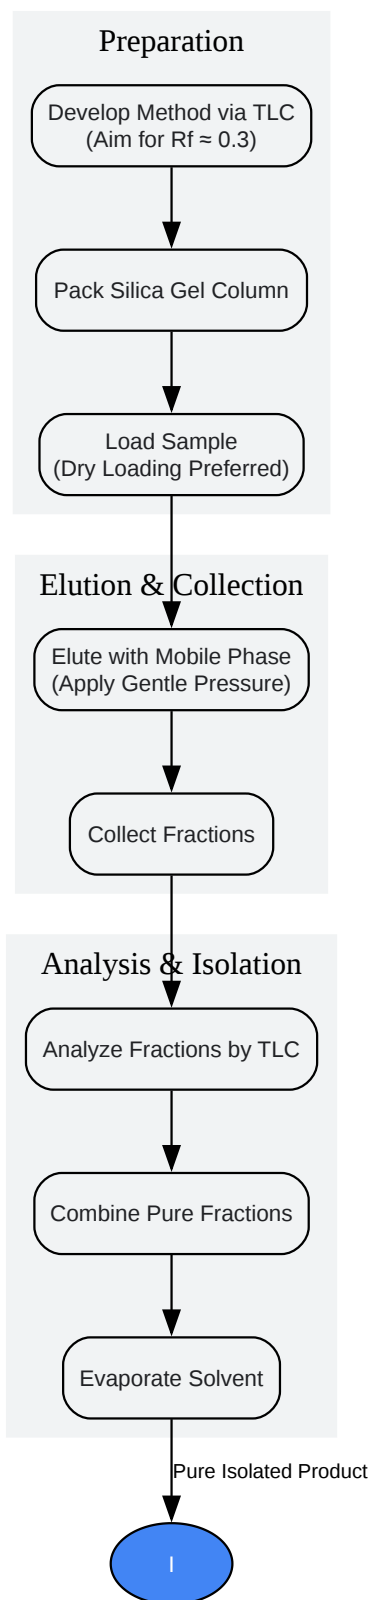 Preparation
Develop Method via TLC
(Aim for Rf ≈ 0.3)
Pack Silica Gel Column
Load Sample
(Dry Loading Preferred)
Elution & Collection
Elute with Mobile Phase
(Apply Gentle Pressure)
Collect Fractions
Analysis & Isolation
Analyze Fractions by TLC
Combine Pure Fractions
Evaporate Solvent
Pure Isolated Product
I